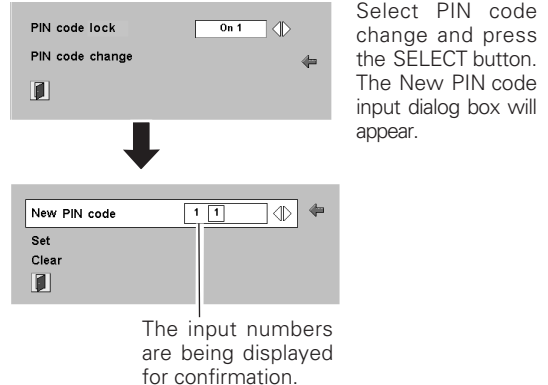 PIN code lock On 1
PIN code change
Select PIN code
change and press
the SELECT button.
The New PIN code
input dialog box will
appear.
New PIN code 1 1
Set
Clear
The input numbers
are being displayed
for confirmation.